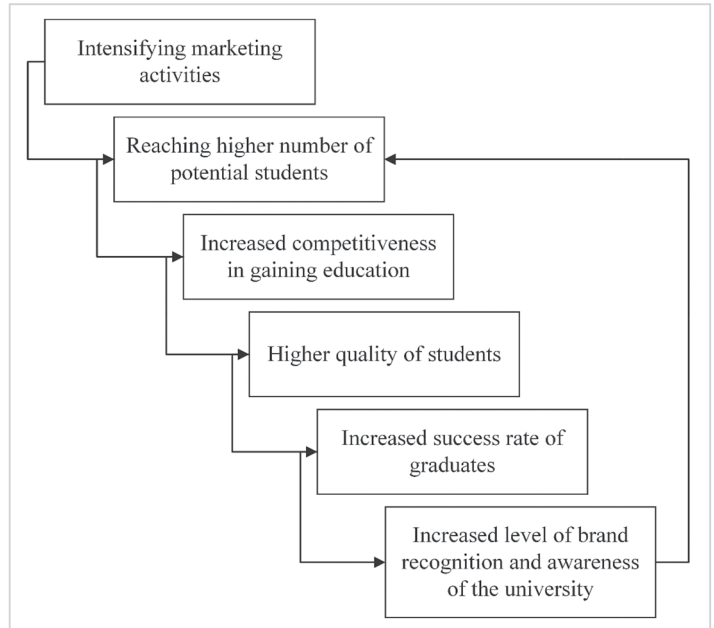 Intensifying marketing
activities
Reaching higher number of
potential students
Increased competitiveness
in gaining education
Higher quality of students
Increased success rate of
graduates
Increased level of brand
recognition and awareness
of the university